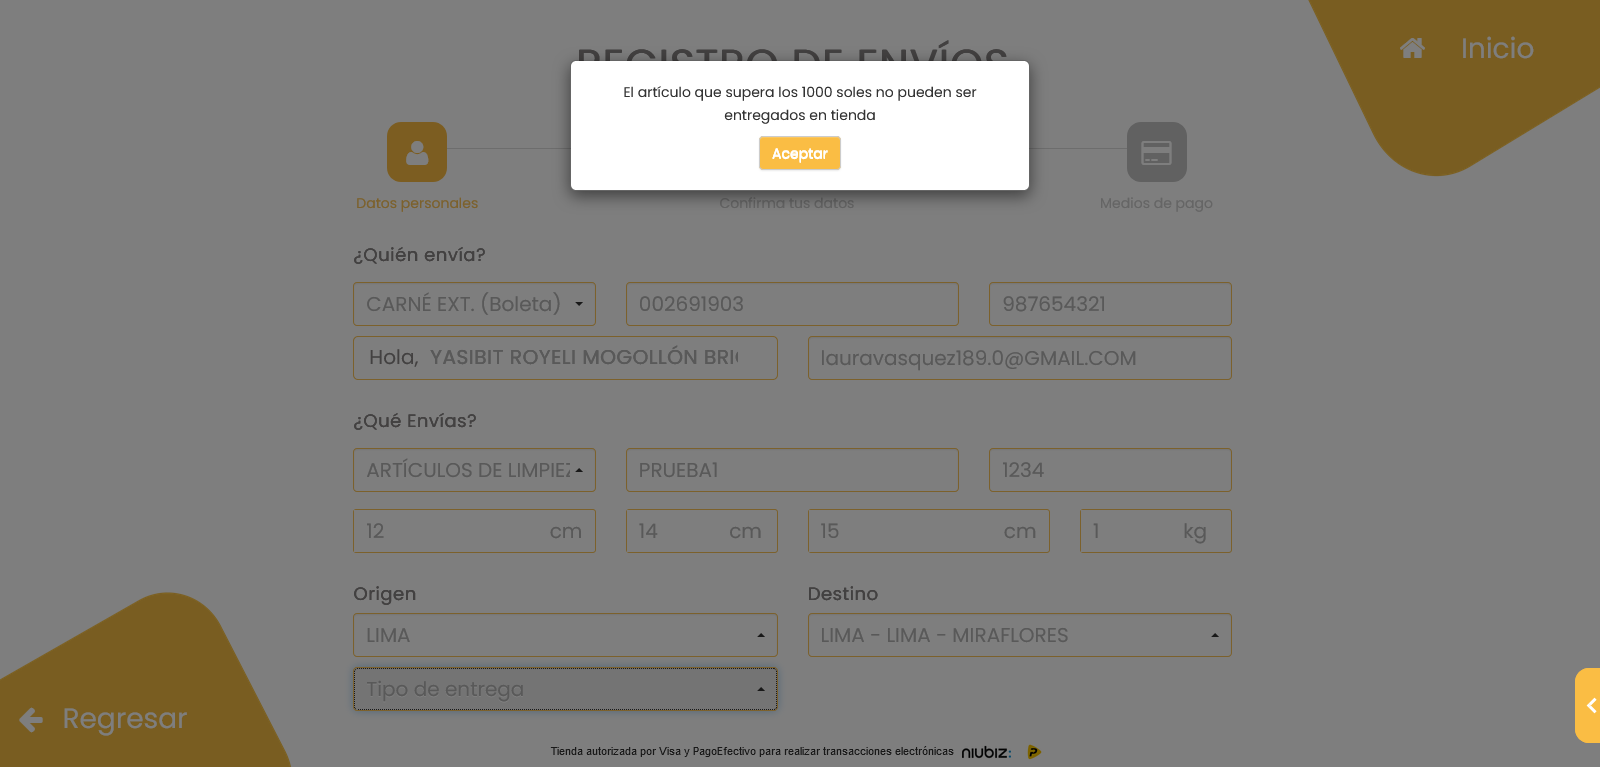 REGISTRO DE ENVÍOS
Inicio
El artículo que supera los 1000 soles no pueden ser
entregados en tienda
Aceptar
Datos personales
Confirma tus datos
Medios de pago
¿Quién envía?
CARNÉ EXT. (Boleta)
002691903
987654321
Hola, YASIBIT ROYELI MOGOLLÓN BRI
lauravasquez189.0@GMAIL.COM
¿Qué Envías?
ARTÍCULOS DE LIMPIEZ
PRUEBA1
1234
12 cm
14 cm
15 cm
1 kg
Origen
Destino
LIMA
LIMA - LIMA - MIRAFLORES
Tipo de entrega
Regresar
Tienda autorizada por Visa y PagoEfectivo para realizar transacciones electrónicas niubiz: